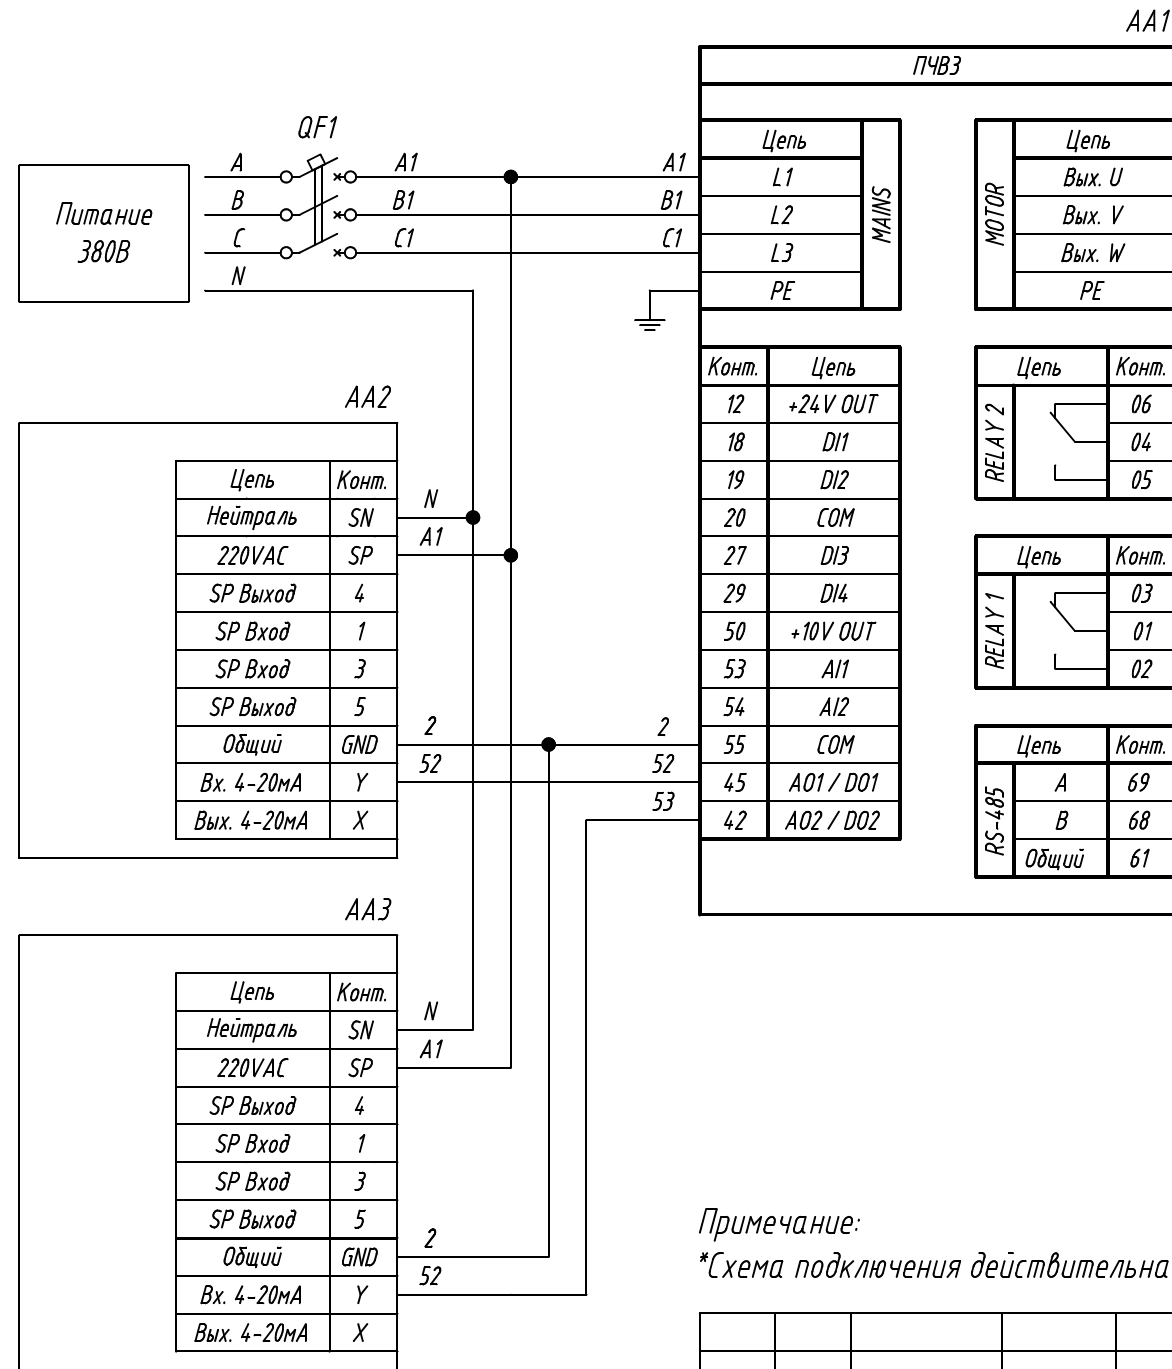 AA1
ПЧВ3
QF1
Питание
380В
A A1 A1
B B1 B1
C C1 C1
N
Цепь
L1
L2
L3
PE
MAINS
MOTOR
Цепь
Вых. U
Вых. V
Вых. W
PE
Конт. Цепь
12 +24V OUT
18 DI1
19 DI2
20 COM
27 DI3
29 DI4
50 +10V OUT
53 AI1
54 AI2
2 55 COM
52 45 AO1 / DO1
53 42 AO2 / DO2
Цепь Конт.
RELAY 2
06
04
05
Цепь Конт.
RELAY 1
03
01
02
Цепь Конт.
RS-485
A 69
B 68
Общий 61
AA2
Цепь Конт.
Нейтраль SN N
220VAC SP A1
SP Выход 4
SP Вход 1
SP Вход 3
SP Выход 5
Общий GND 2
Вх. 4-20мА Y 52
Вых. 4-20мА X
AA3
Цепь Конт.
Нейтраль SN N
220VAC SP A1
SP Выход 4
SP Вход 1
SP Вход 3
SP Выход 5
Общий GND 2
Вх. 4-20мА Y 52
Вых. 4-20мА X
Примечание:
*Схема подключения действительна